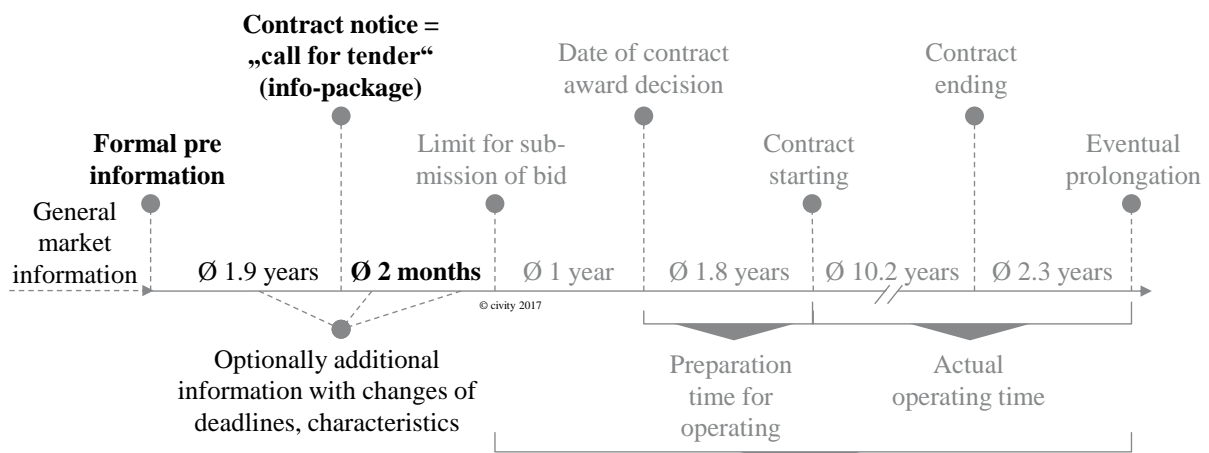 Contract notice =
„call for tender“
(info-package)
Date of contract
award decision
Contract
ending
Formal pre
information
Limit for sub-
mission of bid
Contract
starting
Eventual
prolongation
General
market
information
Ø 1.9 years
Ø 2 months
Ø 1 year
Ø 1.8 years
Ø 10.2 years
Ø 2.3 years
© civity 2017
Optionally additional
information with changes of
deadlines, characteristics
Preparation
time for
operating
Actual
operating time